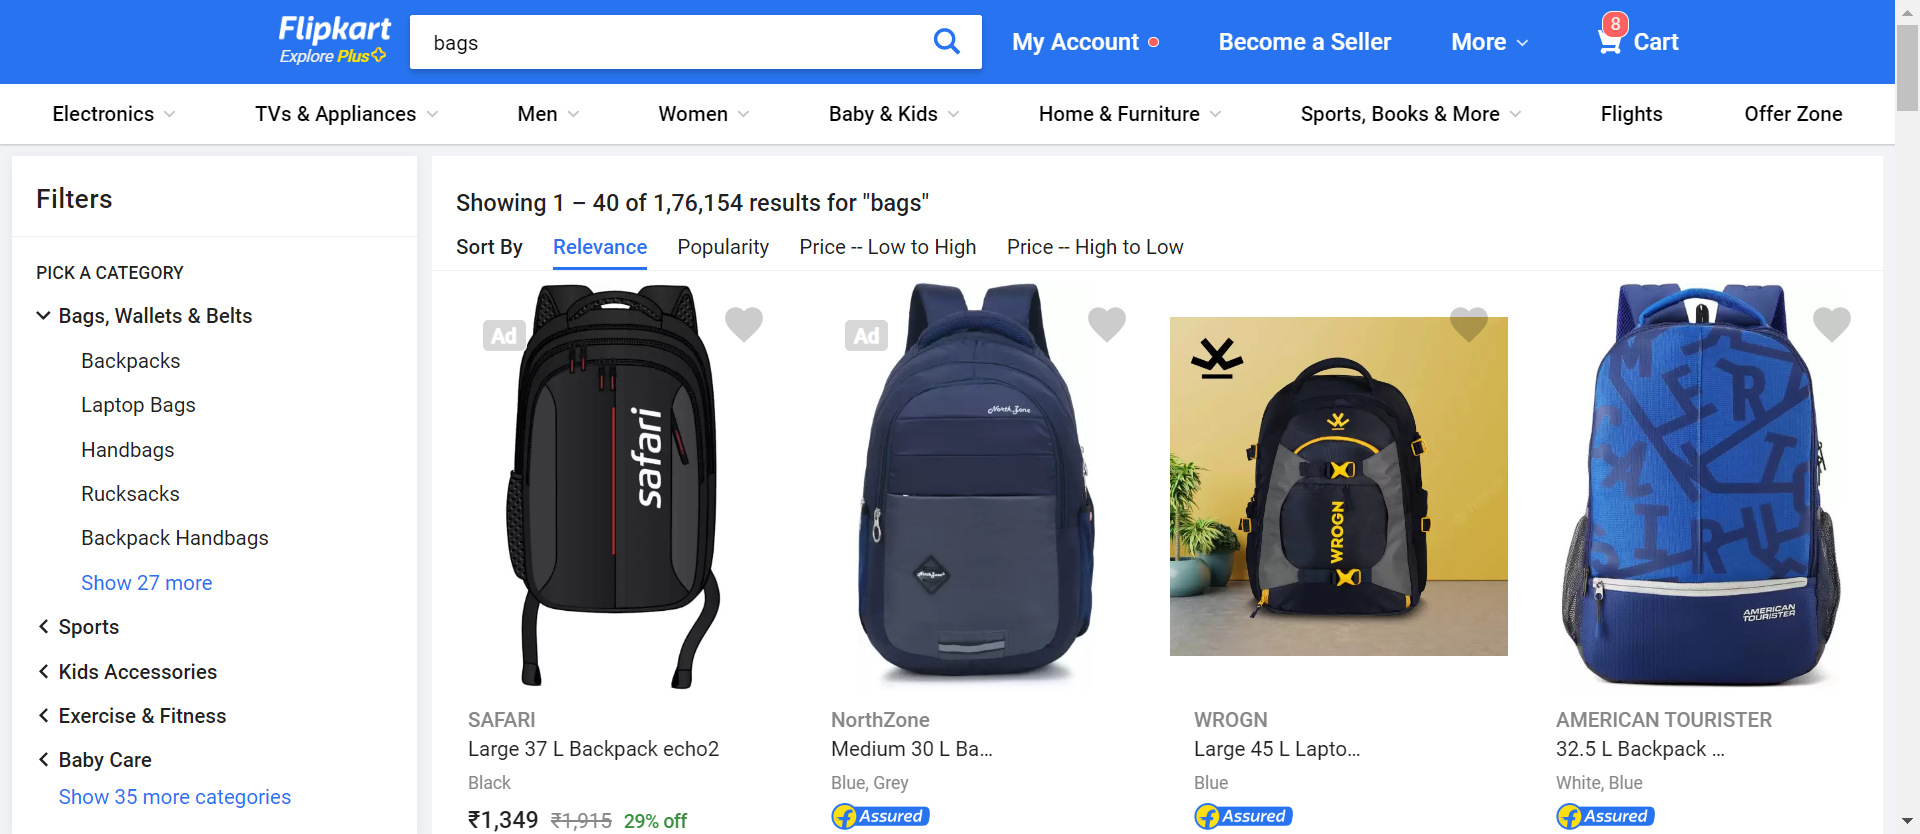 Flipkart
Explore Plus
bags
My Account
Become a Seller
More
8
Cart
Electronics
TVs & Appliances
Men
Women
Baby & Kids
Home & Furniture
Sports, Books & More
Flights
Offer Zone
Filters
PICK A CATEGORY
Bags, Wallets & Belts
Backpacks
Laptop Bags
Handbags
Rucksacks
Backpack Handbags
Show 27 more
Sports
Kids Accessories
Exercise & Fitness
Baby Care
Show 35 more categories
Showing 1 – 40 of 1,76,154 results for "bags"
Sort By
Relevance
Popularity
Price -- Low to High
Price -- High to Low
Ad
safari
SAFARI
Large 37 L Backpack echo2
Black
₹1,349 ₹1,915 29% off
Ad
North Zone
NorthZone
NorthZone
Medium 30 L Ba...
Blue, Grey
Assured
WROGN
WROGN
Large 45 L Lapto...
Blue
Assured
AMERICAN
TOURISTER
AMERICAN TOURISTER
32.5 L Backpack ...
White, Blue
Assured